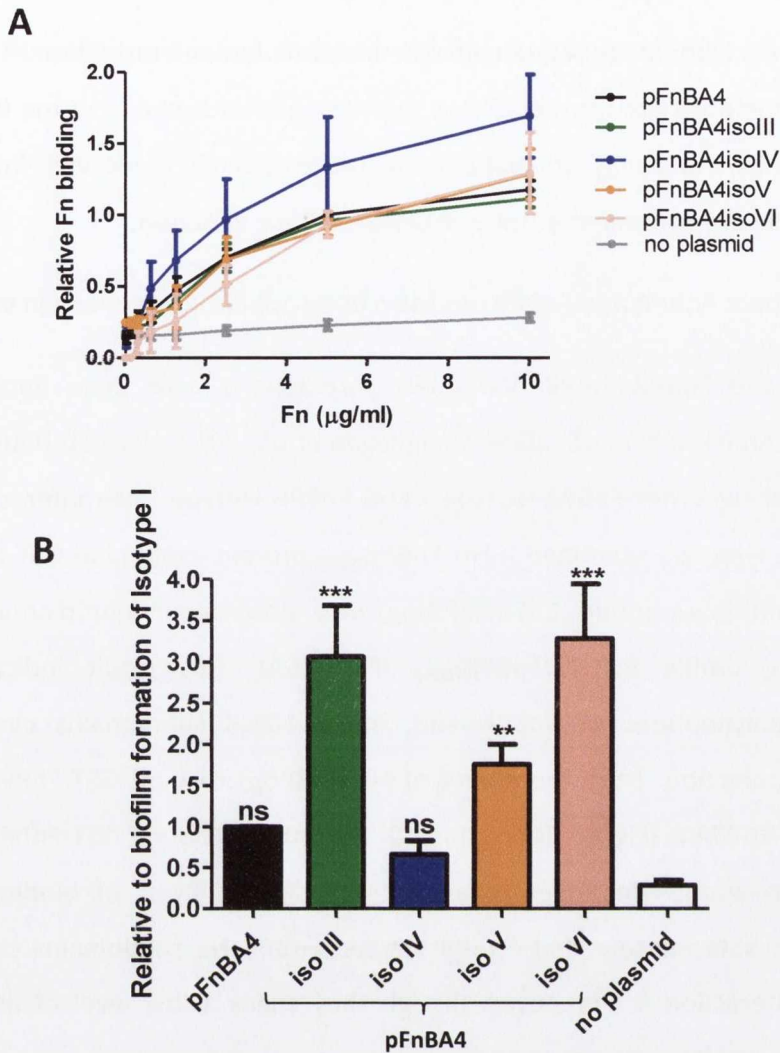 A
Relative Fn binding
2.0
1.5
1.0
0.5
0.0
0
2
4
6
8
10
Fn (µg/ml)
pFnBA4
pFnBA4isoIII
pFnBA4isoIV
pFnBA4isoV
pFnBA4isoVI
no plasmid
B
Relative to biofilm formation of Isotype I
4.0
3.5
3.0
2.5
2.0
1.5
1.0
0.5
0.0
ns
***
ns
**
***
pFnBA4
iso III
iso IV
iso V
iso VI
no plasmid
pFnBA4